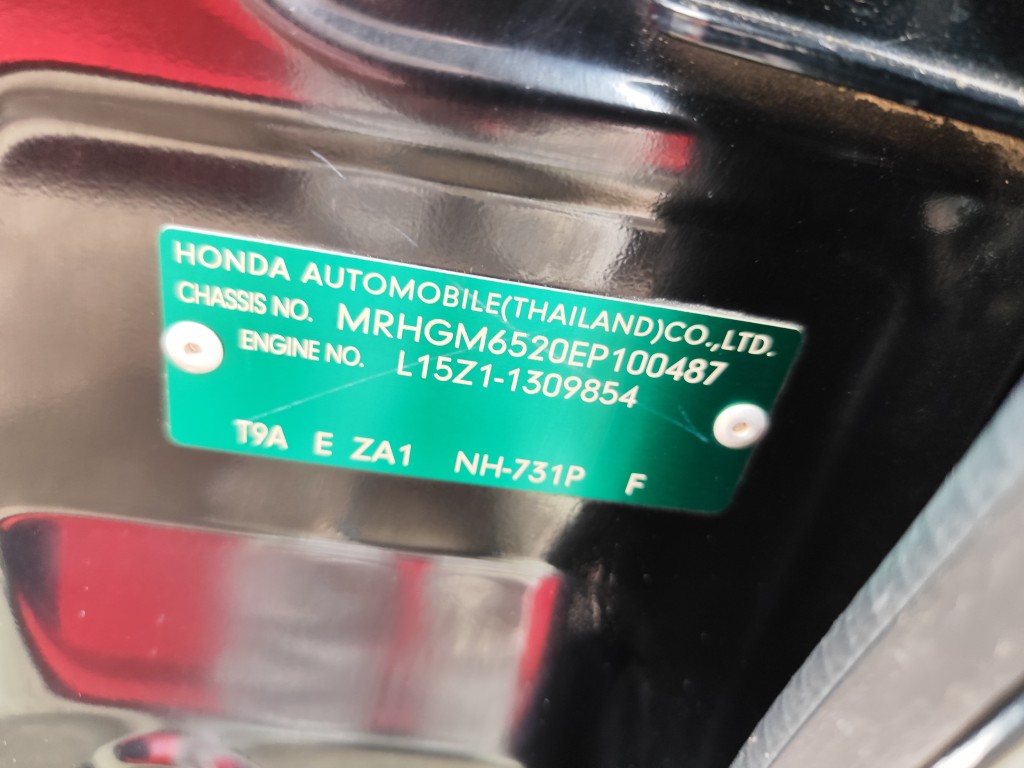 HONDA AUTOMOBILE(THAILAND)CO.,LTD.
CHASSIS NO. MRHGM6520EP100487
ENGINE NO. L15Z1-1309854
T9A E ZA1 NH-731P F